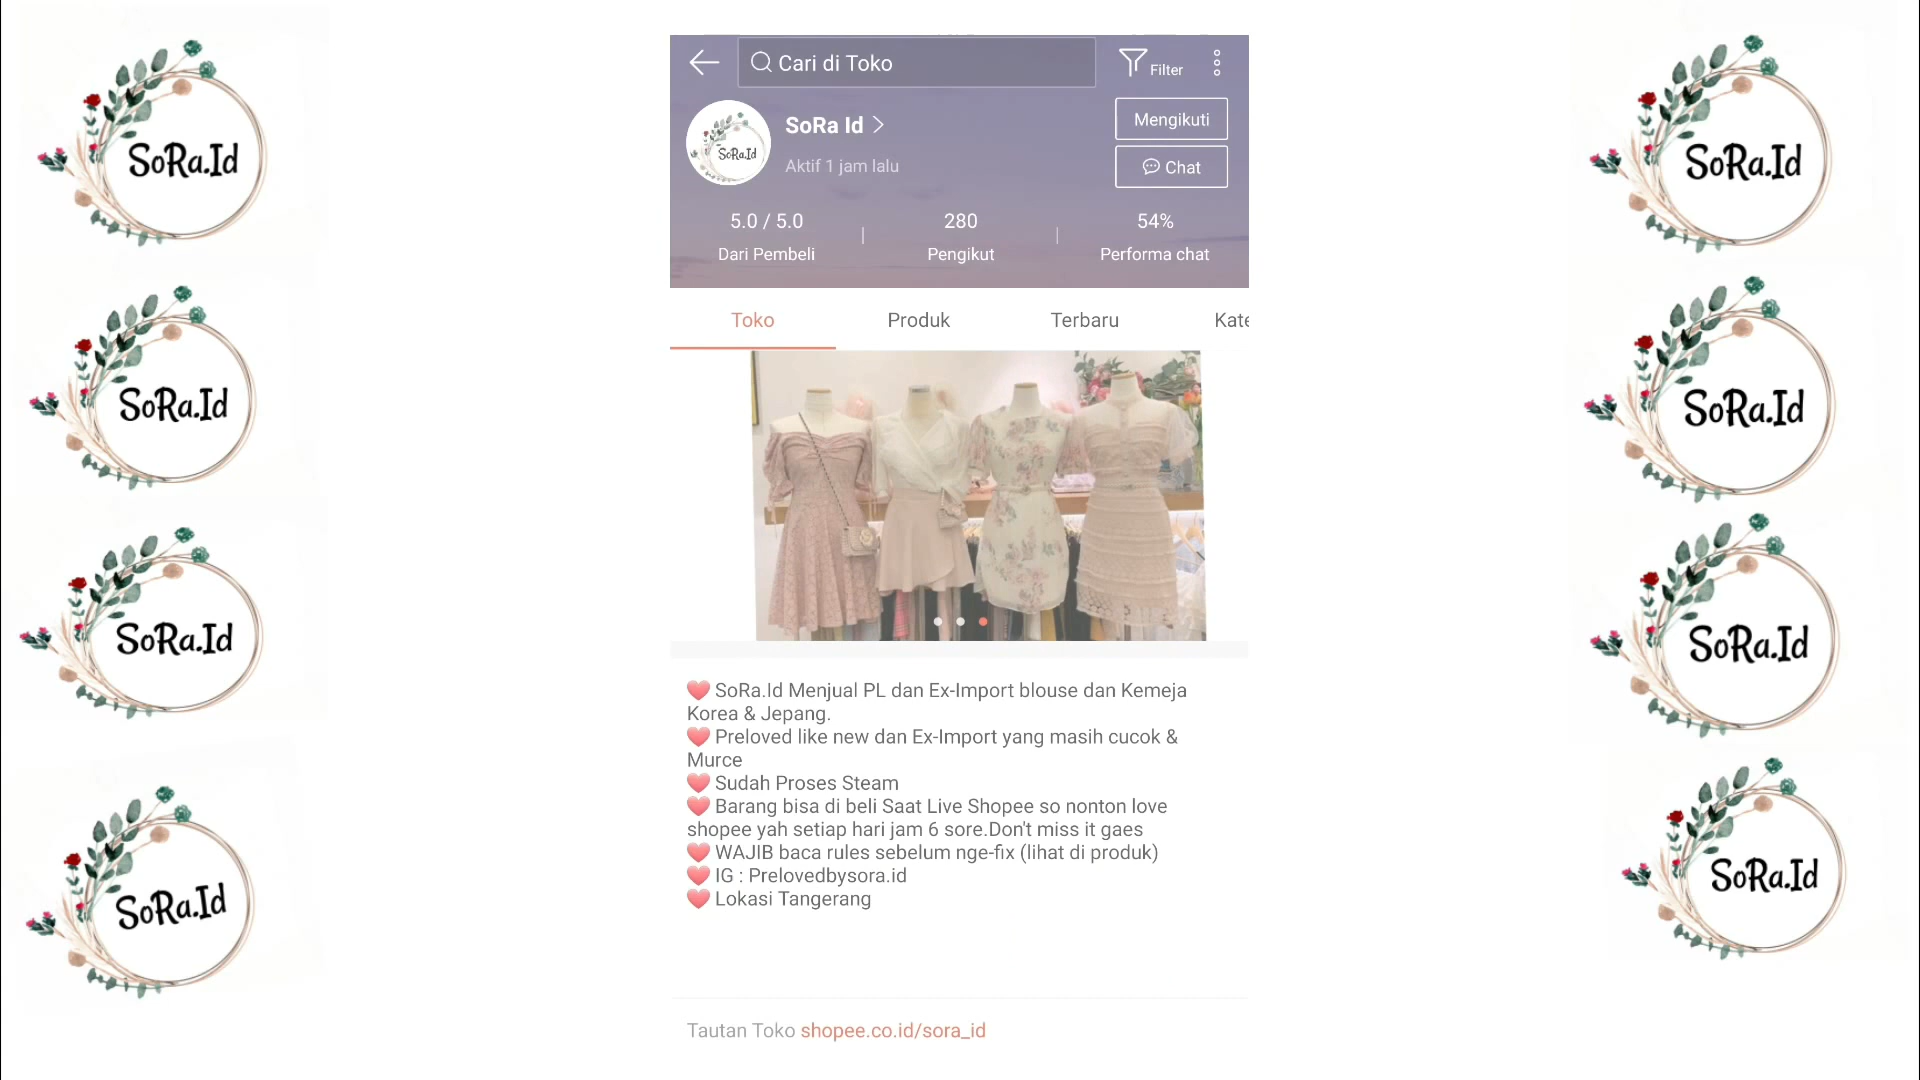 Cari di Toko
Filter
SoRa.Id
SoRa Id
Aktif 1 jam lalu
Mengikuti
Chat
5.0 / 5.0
280
54%
Dari Pembeli
Pengikut
Performa chat
Toko
Produk
Terbaru
Kate
❤️ SoRa.Id Menjual PL dan Ex-Import blouse dan Kemeja
Korea & Jepang.
❤️ Preloved like new dan Ex-Import yang masih cucok &
Murce
❤️ Sudah Proses Steam
❤️ Barang bisa di beli Saat Live Shopee so nonton love
shopee yah setiap hari jam 6 sore.Don't miss it gaes
❤️ WAJIB baca rules sebelum nge-fix (lihat di produk)
❤️ IG : Prelovedbysora.id
❤️ Lokasi Tangerang
Tautan Toko shopee.co.id/sora_id
SoRa.Id
SoRa.Id
SoRa.Id
SoRa.Id
SoRa.Id
SoRa.Id
SoRa.Id
SoRa.Id